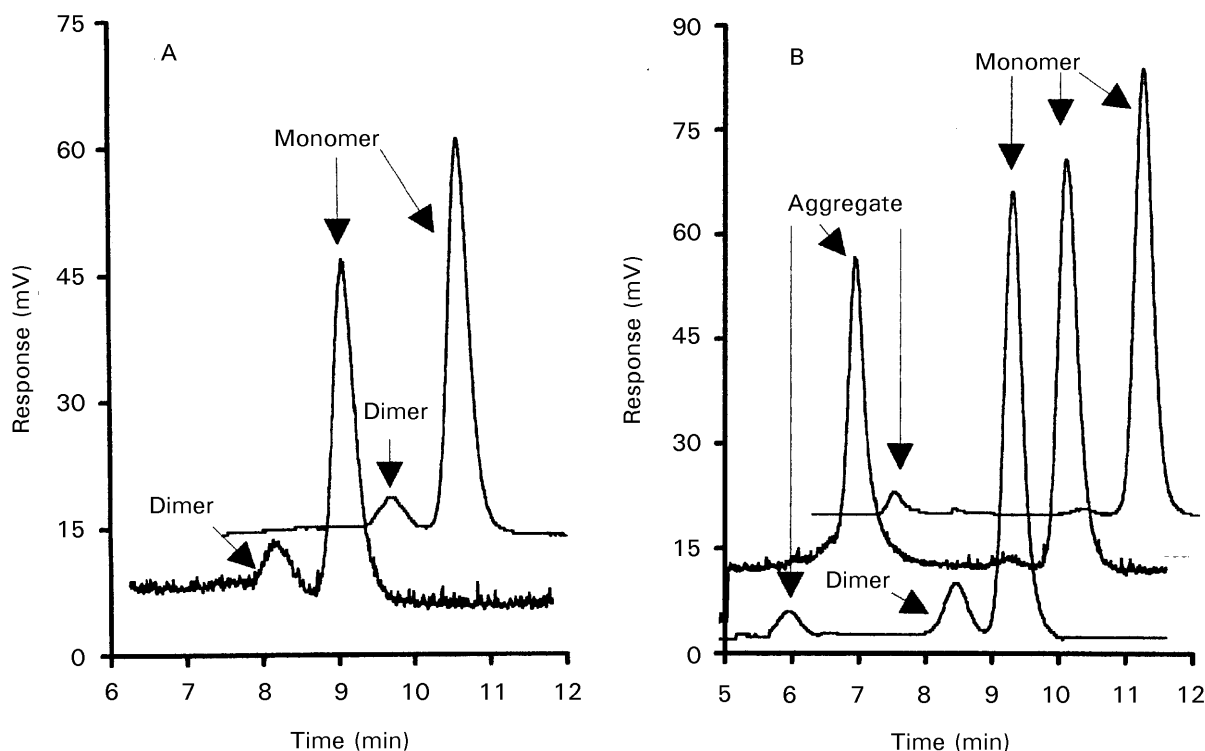 A
75
60
45
30
15
0
Response (mV)
Monomer
Dimer
Dimer
6 7 8 9 10 11 12
Time (min)
B
90
75
60
45
30
15
0
Response (mV)
Monomer
Aggregate
Dimer
5 6 7 8 9 10 11 12
Time (min)